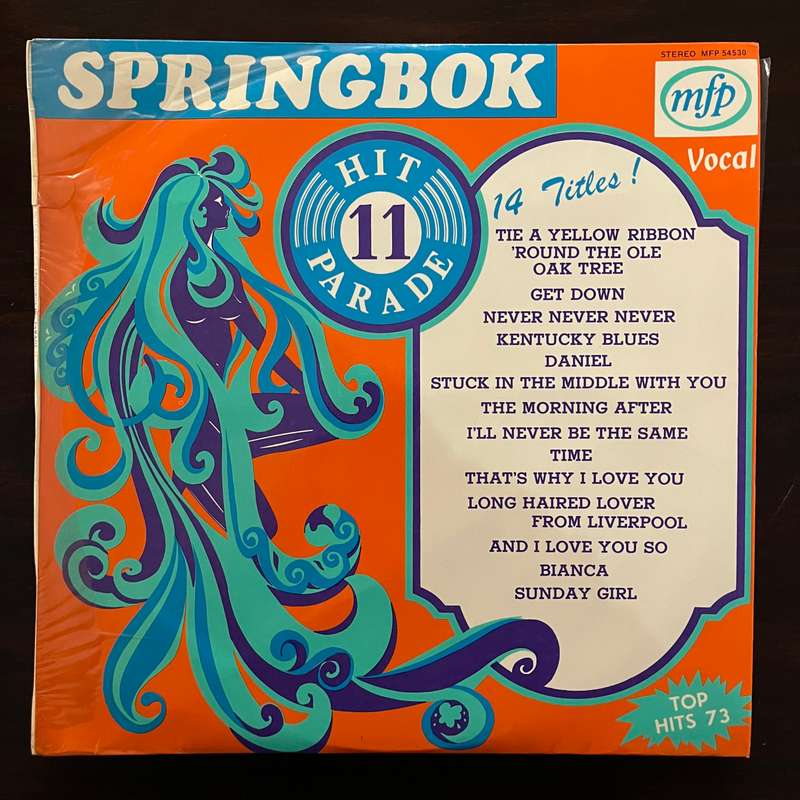 SPRINGBOK
STEREO MFP 54530
mfp
Vocal
HIT
11
PARADE
14 Titles!
TIE A YELLOW RIBBON
'ROUND THE OLE
OAK TREE
GET DOWN
NEVER NEVER NEVER
KENTUCKY BLUES
DANIEL
STUCK IN THE MIDDLE WITH YOU
THE MORNING AFTER
I'LL NEVER BE THE SAME
TIME
THAT'S WHY I LOVE YOU
LONG HAIRED LOVER
FROM LIVERPOOL
AND I LOVE YOU SO
BIANCA
SUNDAY GIRL
TOP
HITS 73